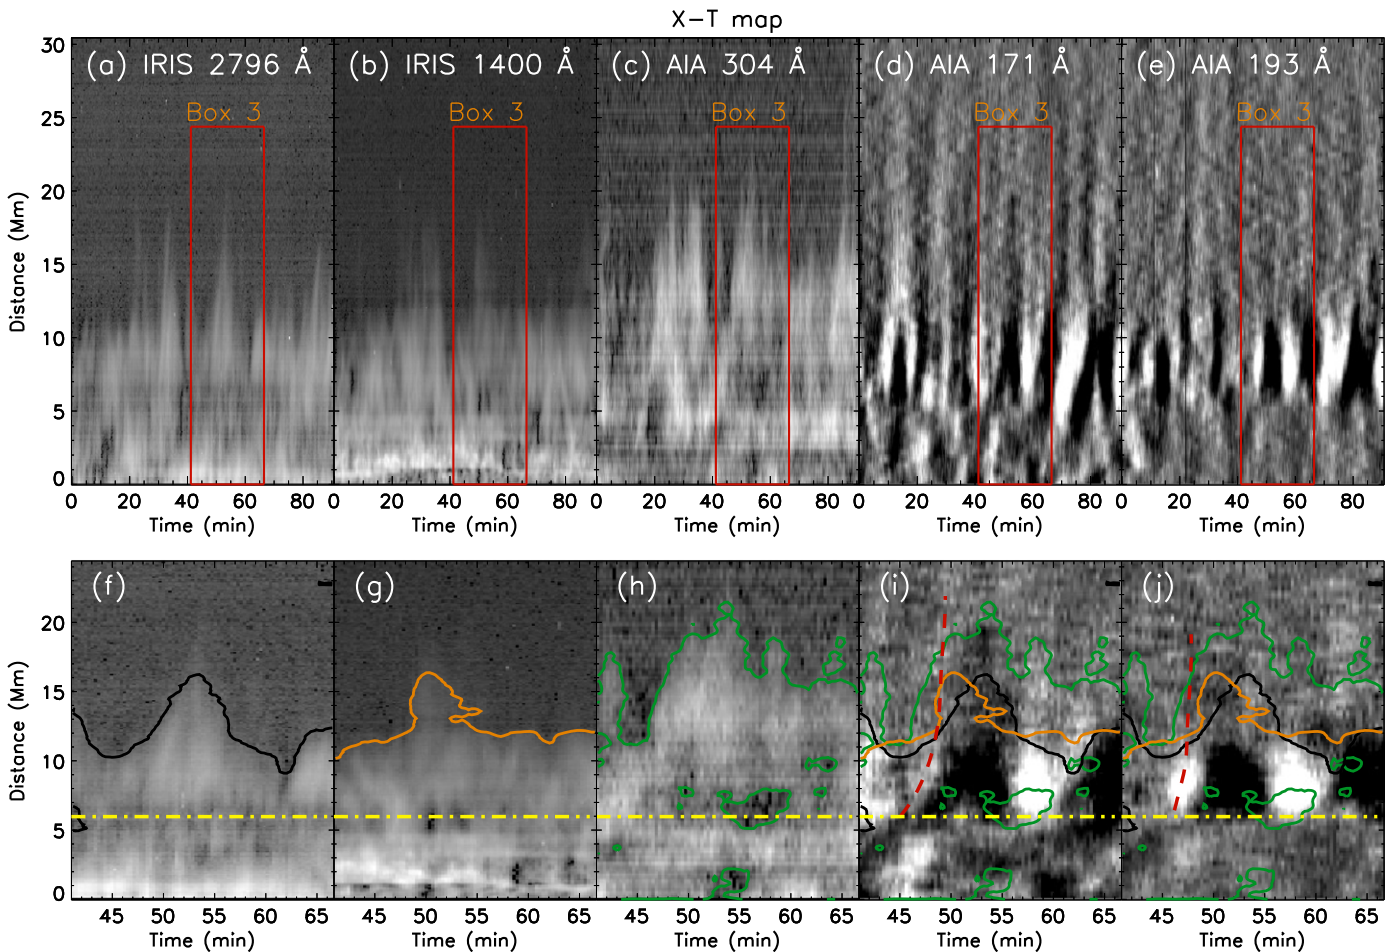 X-T map
(a) IRIS 2796 Å
(b) IRIS 1400 Å
(c) AIA 304 Å
(d) AIA 171 Å
(e) AIA 193 Å
Box 3
Box 3
Box 3
Box 3
Box 3
Distance (Mm)
30
25
20
15
10
5
0
0 20 40 60 80
0 20 40 60 80
0 20 40 60 80
0 20 40 60 80
0 20 40 60 80
Time (min)
Time (min)
Time (min)
Time (min)
Time (min)
(f)
(g)
(h)
(i)
(j)
Distance (Mm)
20
15
10
5
0
45 50 55 60 65
45 50 55 60 65
45 50 55 60 65
45 50 55 60 65
45 50 55 60 65
Time (min)
Time (min)
Time (min)
Time (min)
Time (min)